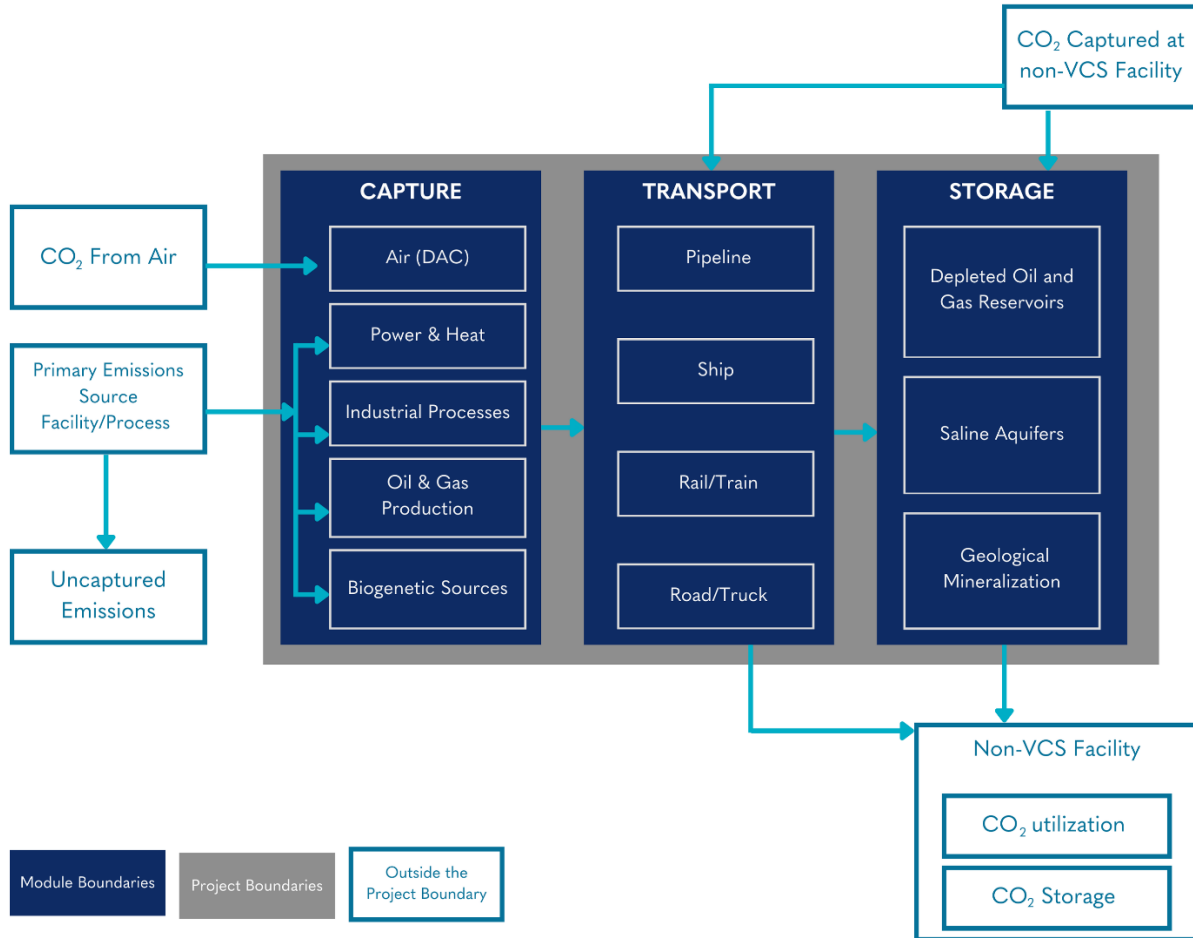 CO₂ Captured at
non-VCS Facility
CAPTURE
TRANSPORT
STORAGE
CO₂ From Air
Air (DAC)
Pipeline
Depleted Oil and
Gas Reservoirs
Primary Emissions
Source
Facility/Process
Power & Heat
Ship
Industrial Processes
Saline Aquifers
Oil & Gas
Production
Rail/Train
Uncaptured
Emissions
Biogenetic Sources
Road/Truck
Geological
Mineralization
Non-VCS Facility
CO₂ utilization
CO₂ Storage
Module Boundaries
Project Boundaries
Outside the
Project Boundary